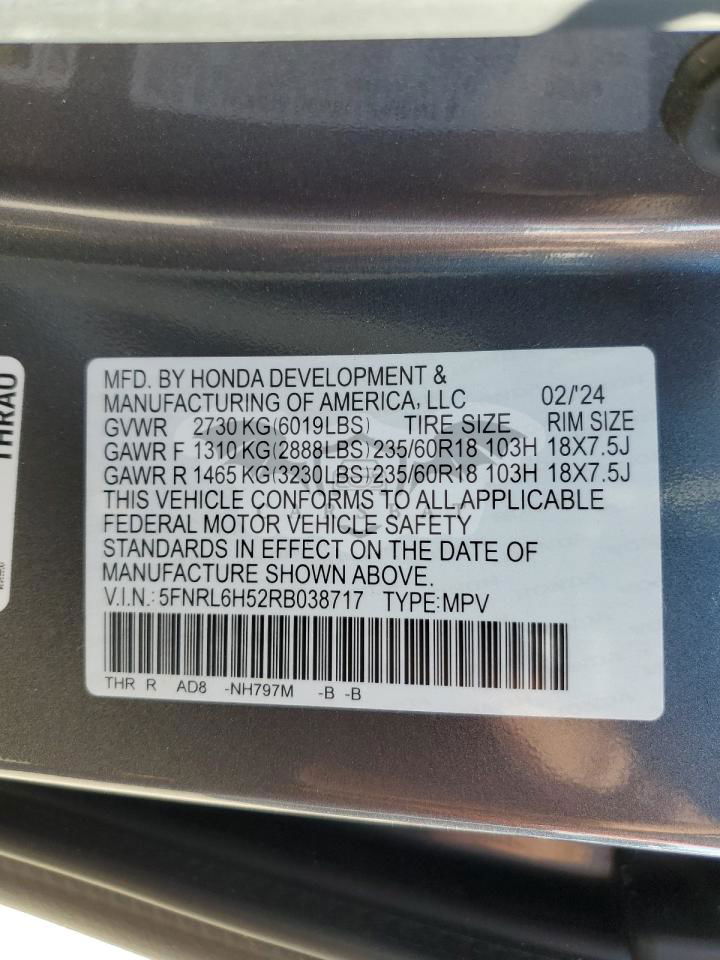 MFD. BY HONDA DEVELOPMENT &
MANUFACTURING OF AMERICA, LLC 02/'24
GVWR 2730 KG(6019LBS) TIRE SIZE RIM SIZE
GAWR F 1310 KG(2888LBS) 235/60R18 103H 18X7.5J
GAWR R 1465 KG(3230LBS) 235/60R18 103H 18X7.5J
THIS VEHICLE CONFORMS TO ALL APPLICABLE
FEDERAL MOTOR VEHICLE SAFETY
STANDARDS IN EFFECT ON THE DATE OF
MANUFACTURE SHOWN ABOVE.
V.I.N.: 5FNRL6H52RB038717 TYPE: MPV
THR R AD8 -NH797M -B -B
THRAU